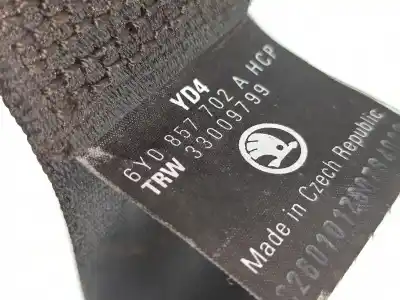 YD4
6Y0 857 702 A HCP
TRW 33009799
Made in Czech Republic